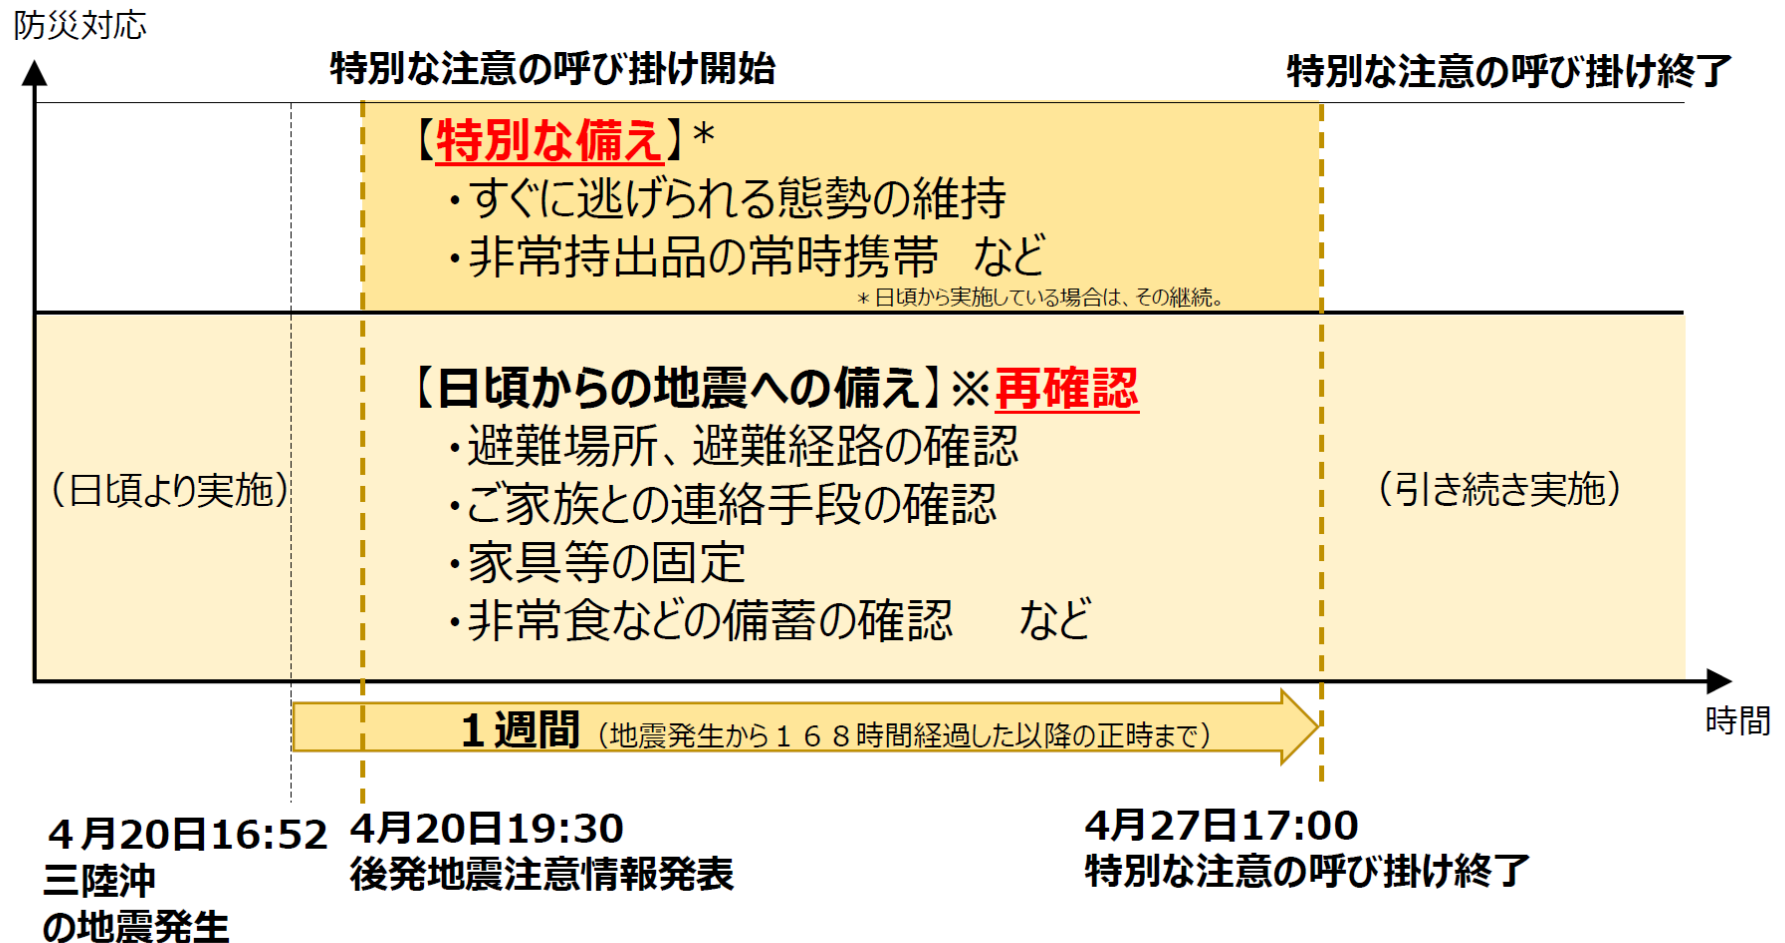 防災対応
特別な注意の呼び掛け開始
特別な注意の呼び掛け終了
【特別な備え】*
・すぐに逃げられる態勢の維持
・非常持出品の常時携帯　など
*日頃から実施している場合は、その継続。
【日頃からの地震への備え】※再確認
・避難場所、避難経路の確認
・ご家族との連絡手段の確認
・家具等の固定
・非常食などの備蓄の確認　など
（日頃より実施）
（引き続き実施）
１週間（地震発生から１６８時間経過した以降の正時まで）
時間
４月20日16:52
三陸沖
の地震発生
4月20日19:30
後発地震注意情報発表
4月27日17:00
特別な注意の呼び掛け終了